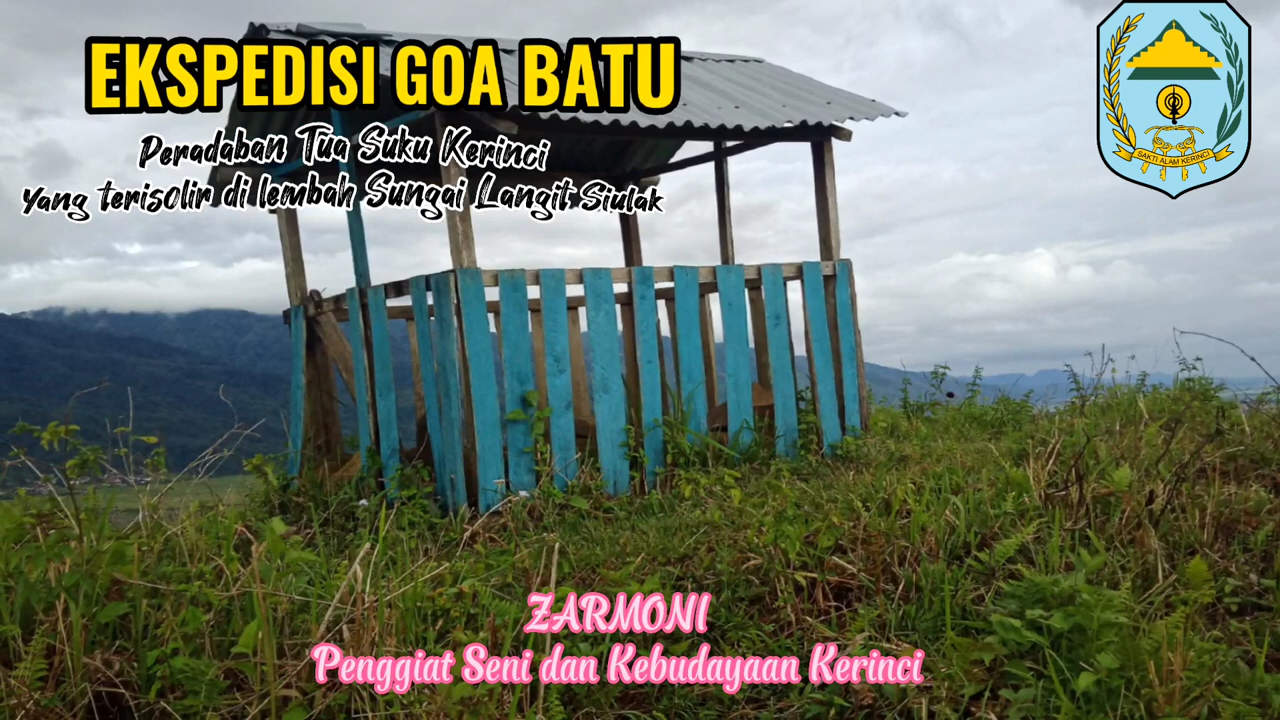 EKSPEDISI GOA BATU
Peradaban Tua Suku Kerinci
Yang terisolir di lembah Sungai Langit Siulak
SAKTI ALAM KERINCI
ZARMONI
Penggiat Seni dan Kebudayaan Kerinci